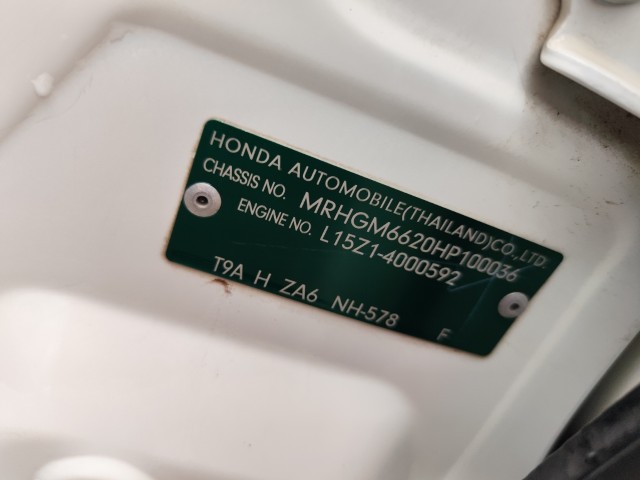 HONDA AUTOMOBILE(THAILAND)CO.,LTD.
CHASSIS NO. MRHGM6620HP100036
ENGINE NO. L15Z1-4000592
T9A H ZA6 NH-578 F